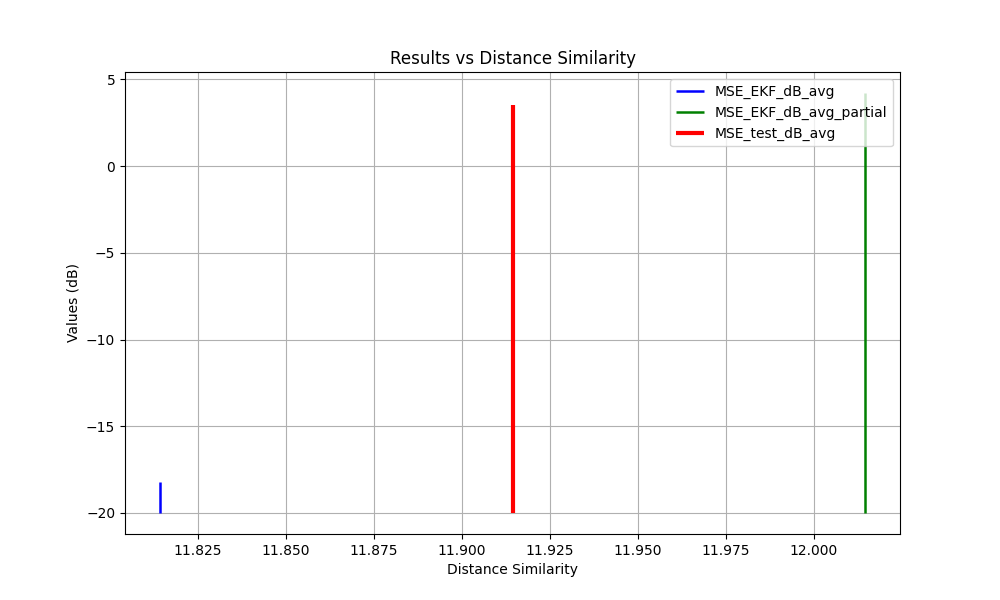 Results vs Distance Similarity
MSE_EKF_dB_avg
MSE_EKF_dB_avg_partial
MSE_test_dB_avg
Values (dB)
5
0
−5
−10
−15
−20
11.825 11.850 11.875 11.900 11.925 11.950 11.975 12.000
Distance Similarity